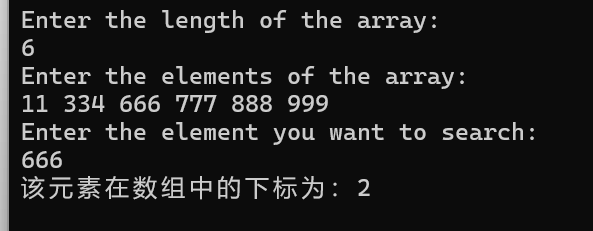 Enter the length of the array:
6
Enter the elements of the array:
11 334 666 777 888 999
Enter the element you want to search:
666
该元素在数组中的下标为：2